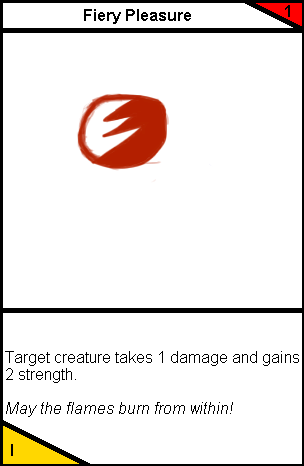 Fiery Pleasure
1
Target creature takes 1 damage and gains
2 strength.
May the flames burn from within!
I